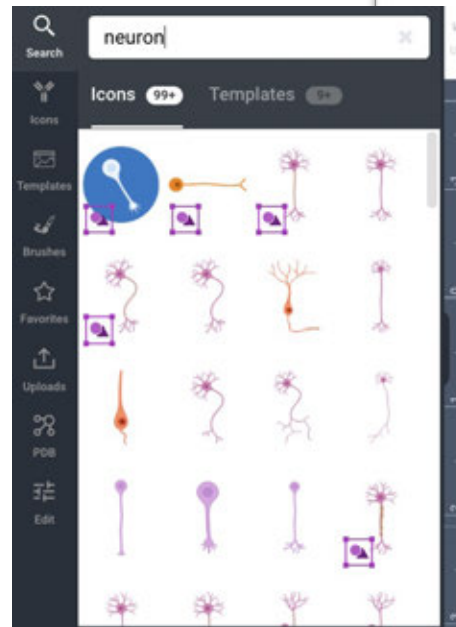 neuron
Search
Icons 99+ Templates 9+
Icons
Templates
Brushes
Favorites
Uploads
PDB
Edit